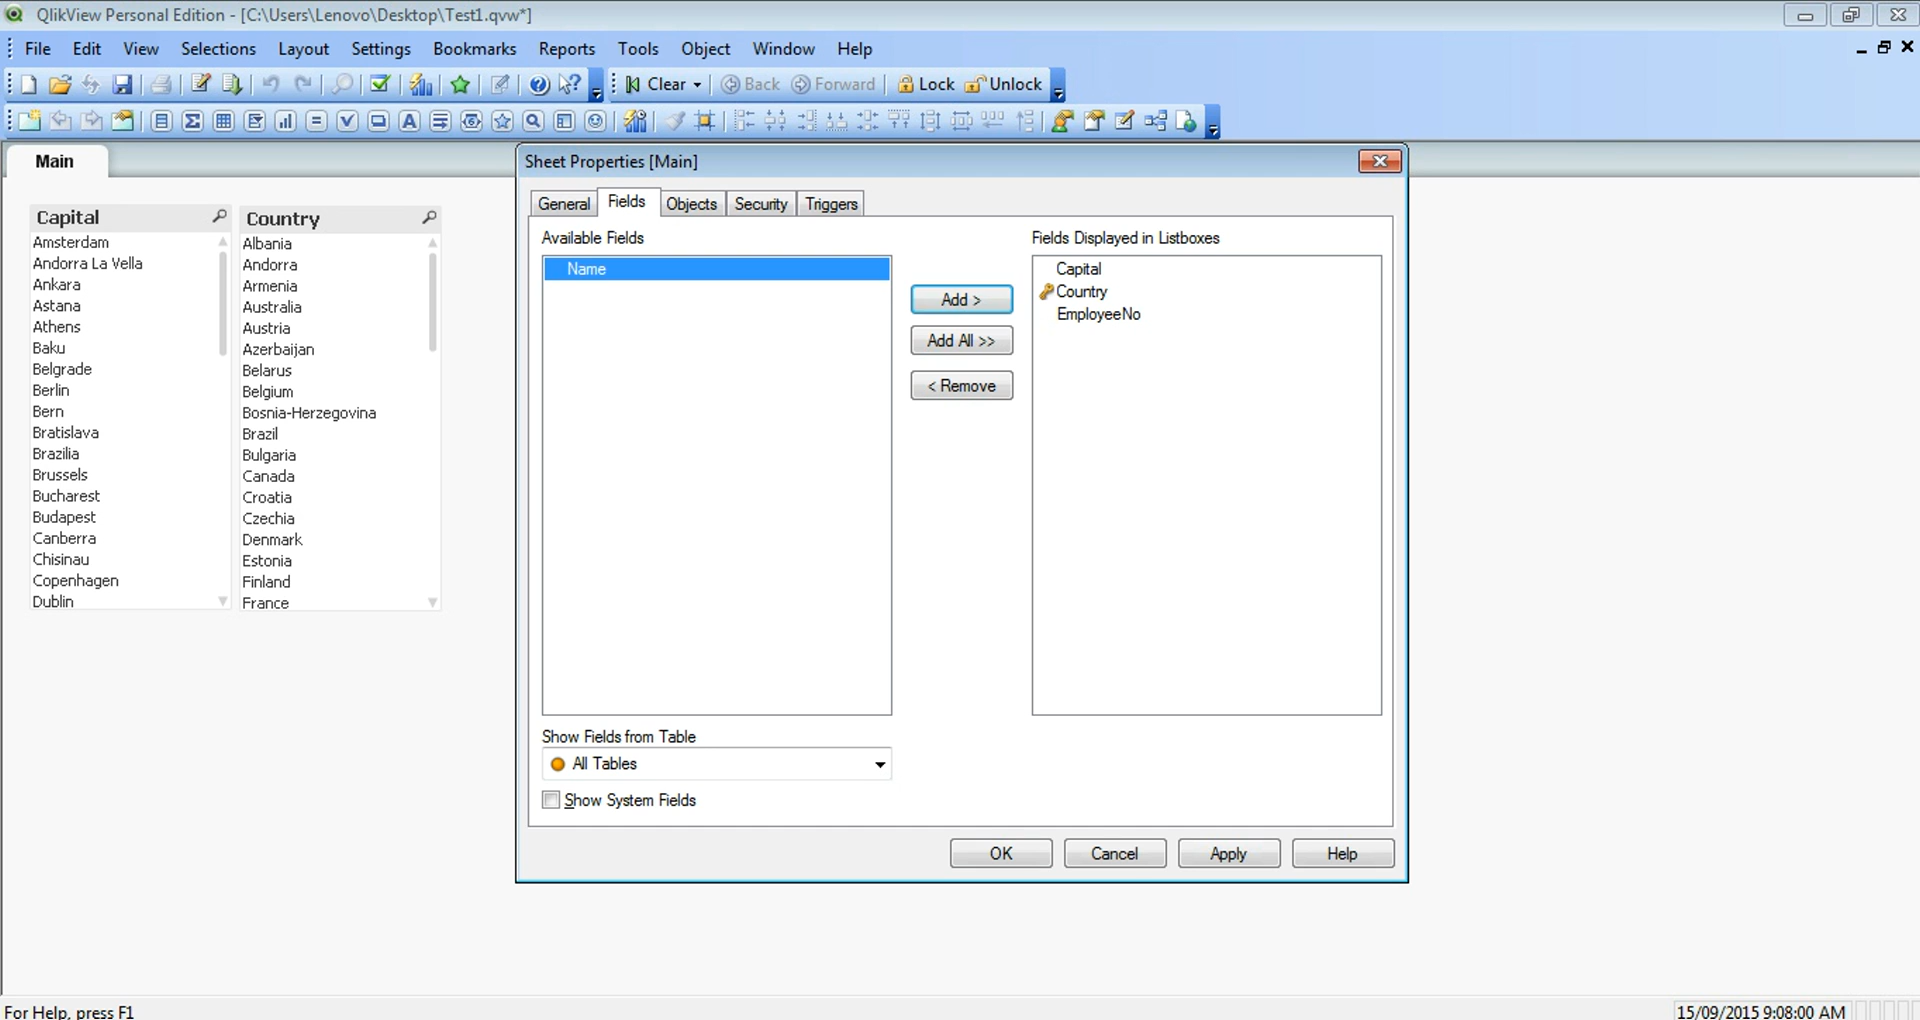 QlikView Personal Edition - [C:\Users\Lenovo\Desktop\Test1.qvw*]
File Edit View Selections Layout Settings Bookmarks Reports Tools Object Window Help
Clear Back Forward Lock Unlock
Main
Capital
Amsterdam
Andorra La Vella
Ankara
Astana
Athens
Baku
Belgrade
Berlin
Bern
Bratislava
Brazilia
Brussels
Bucharest
Budapest
Canberra
Chisinau
Copenhagen
Dublin
Country
Albania
Andorra
Armenia
Australia
Austria
Azerbaijan
Belarus
Belgium
Bosnia-Herzegovina
Brazil
Bulgaria
Canada
Croatia
Czechia
Denmark
Estonia
Finland
France
Sheet Properties [Main]
General Fields Objects Security Triggers
Available Fields
Name
Add >
Add All >>
< Remove
Fields Displayed in Listboxes
Capital
Country
EmployeeNo
Show Fields from Table
All Tables
Show System Fields
OK Cancel Apply Help
For Help, press F1
15/09/2015 9:08:00 AM